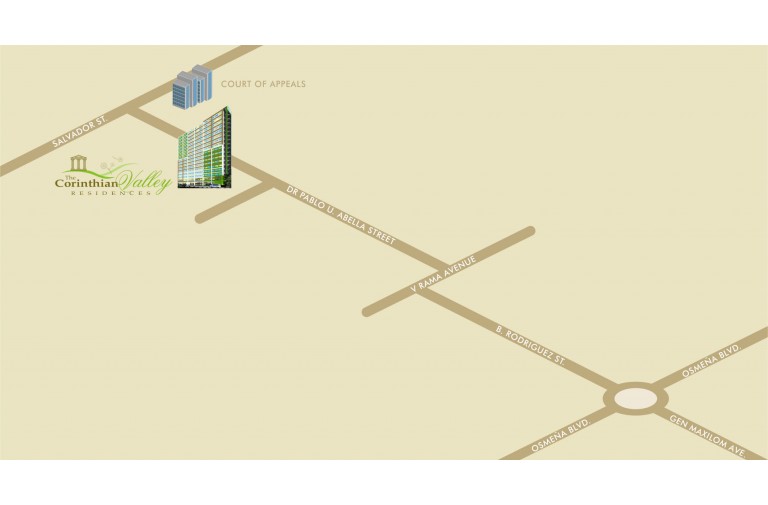 COURT OF APPEALS
SALVADOR ST.
The
Corinthian Valley
RESIDENCES
DR PABLO U. ABELLA STREET
V RAMA AVENUE
B. RODRIGUEZ ST.
OSMEÑA BLVD.
OSMEÑA BLVD.
GEN MAXILOM AVE.